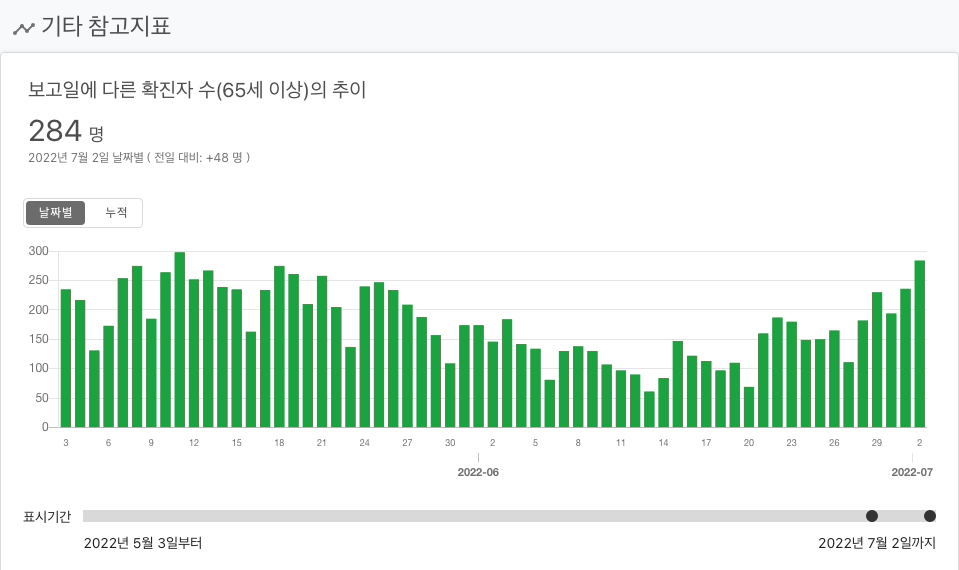 기타 참고지표
보고일에 다른 확진자 수(65세 이상)의 추이
284 명
2022년 7월 2일 날짜별 ( 전일 대비: +48 명 )
날짜별 누적
300
250
200
150
100
50
0
3 6 9 12 15 18 21 24 27 30 2 5 8 11 14 17 20 23 26 29 2
2022-06 2022-07
표시기간
2022년 5월 3일부터 2022년 7월 2일까지